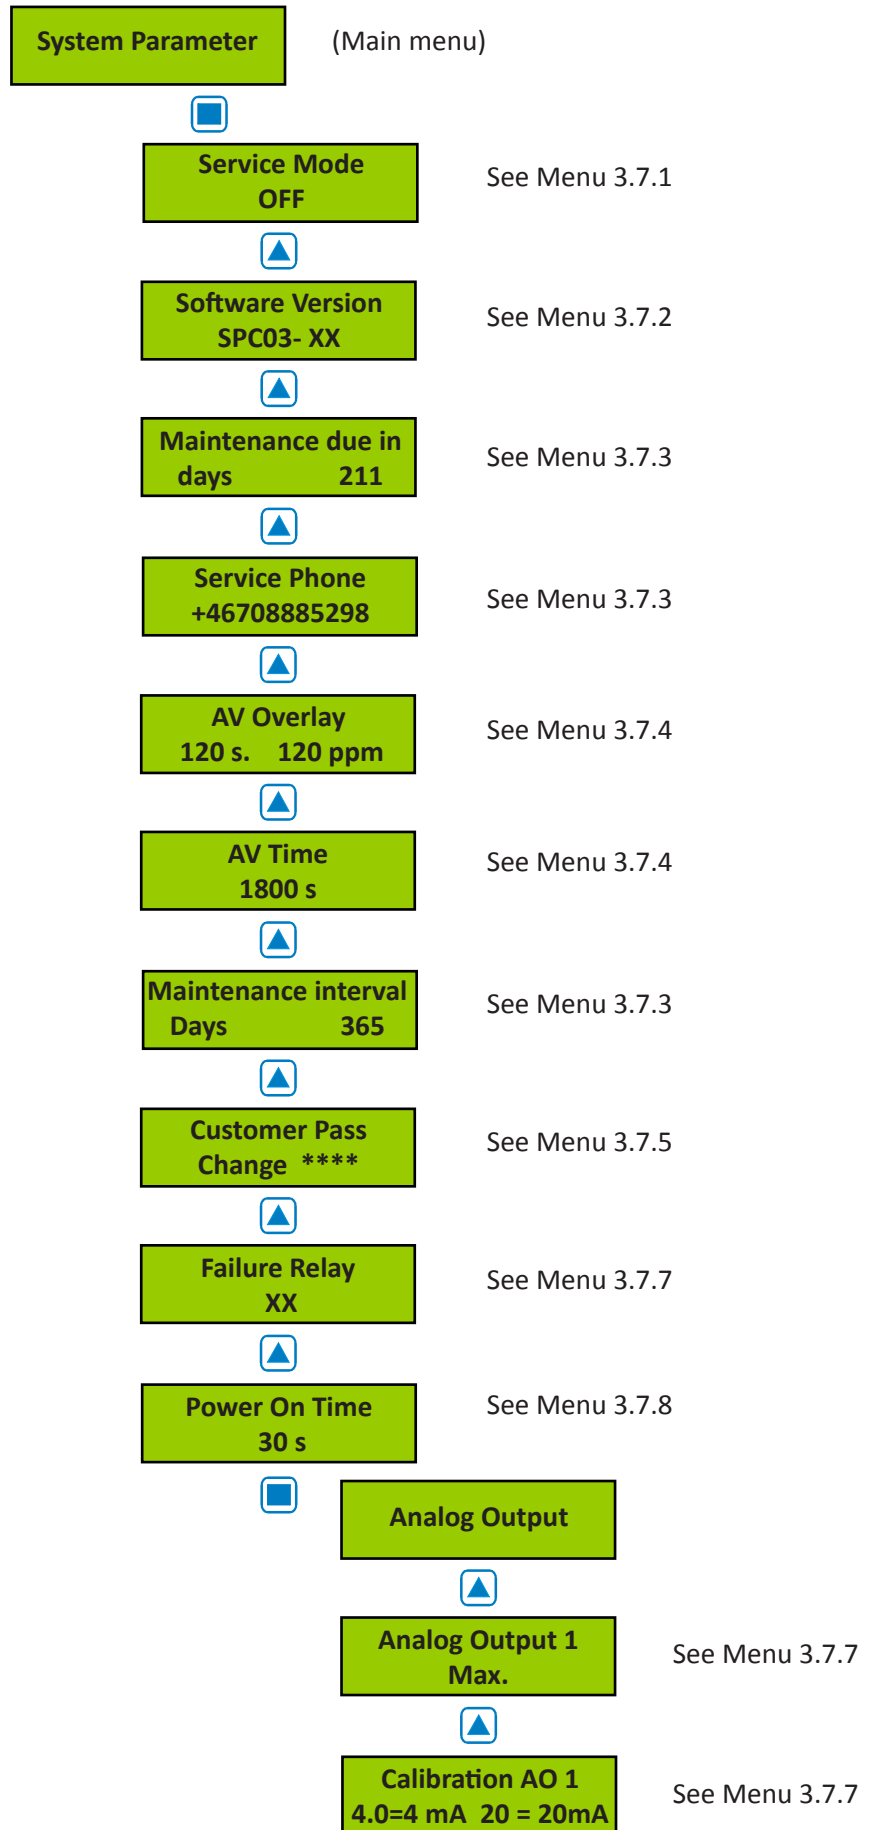 System Parameter (Main menu)
Service Mode
OFF
See Menu 3.7.1
Software Version
SPC03- XX
See Menu 3.7.2
Maintenance due in
days 211
See Menu 3.7.3
Service Phone
+46708885298
See Menu 3.7.3
AV Overlay
120 s. 120 ppm
See Menu 3.7.4
AV Time
1800 s
See Menu 3.7.4
Maintenance interval
Days 365
See Menu 3.7.3
Customer Pass
Change ****
See Menu 3.7.5
Failure Relay
XX
See Menu 3.7.7
Power On Time
30 s
See Menu 3.7.8
Analog Output
Analog Output 1
Max.
See Menu 3.7.7
Calibration AO 1
4.0=4 mA 20 = 20mA
See Menu 3.7.7